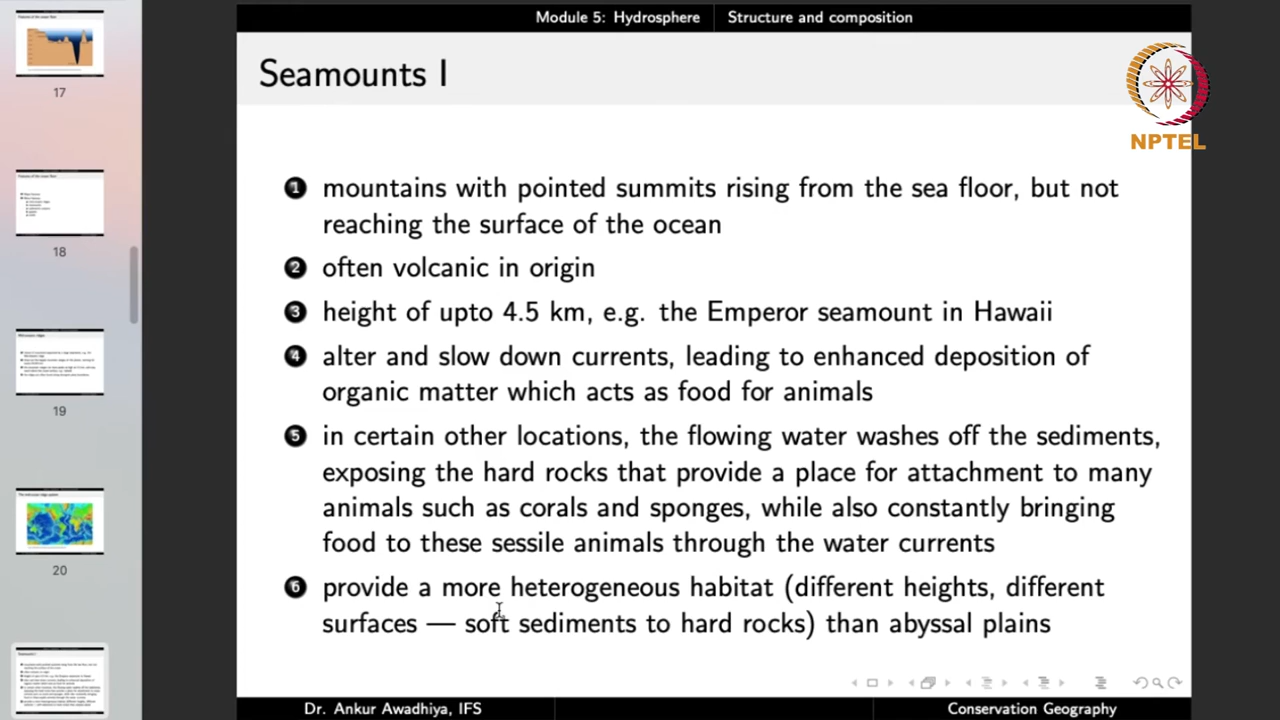 Module 5: Hydrosphere
Structure and composition
Seamounts I
NPTEL
1 mountains with pointed summits rising from the sea floor, but not
reaching the surface of the ocean
2 often volcanic in origin
3 height of upto 4.5 km, e.g. the Emperor seamount in Hawaii
4 alter and slow down currents, leading to enhanced deposition of
organic matter which acts as food for animals
5 in certain other locations, the flowing water washes off the sediments,
exposing the hard rocks that provide a place for attachment to many
animals such as corals and sponges, while also constantly bringing
food to these sessile animals through the water currents
6 provide a more heterogeneous habitat (different heights, different
surfaces — soft sediments to hard rocks) than abyssal plains
Dr. Ankur Awadhiya, IFS
Conservation Geography
17
18
19
20